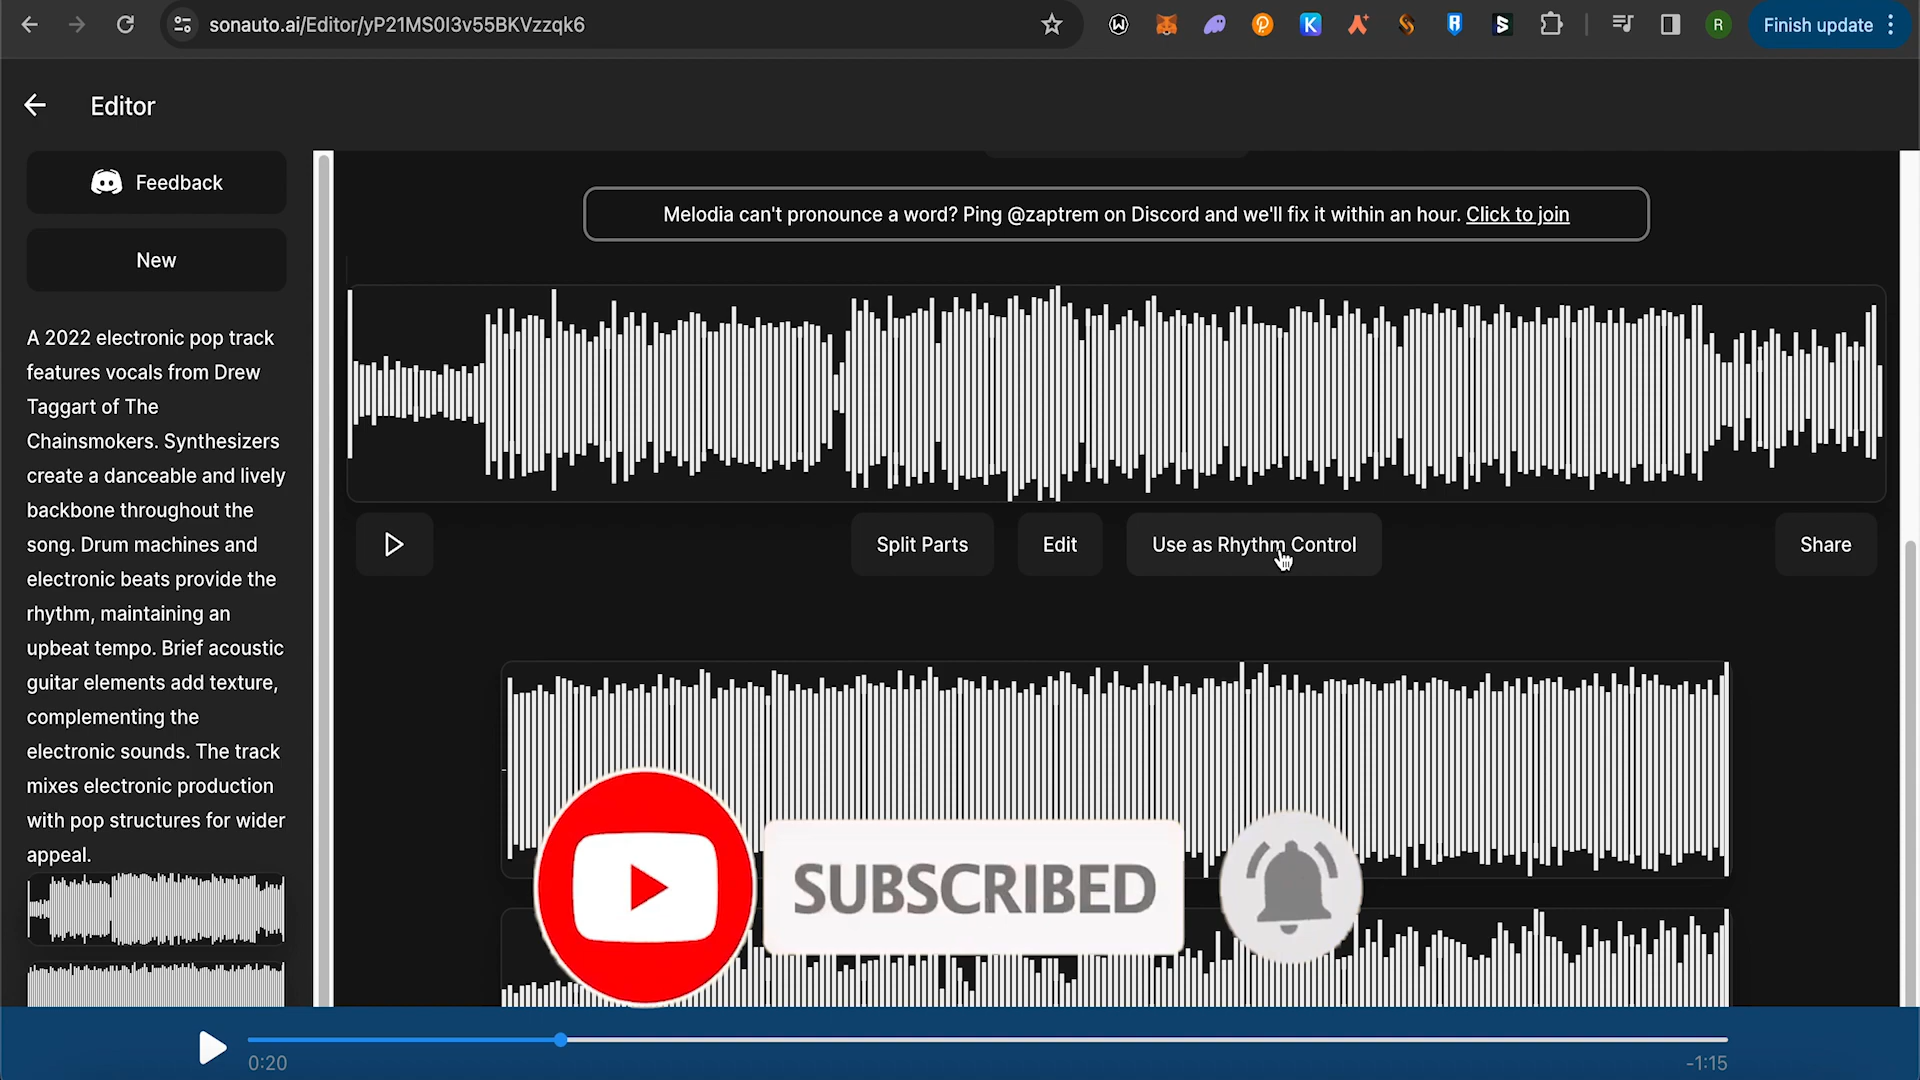 sonauto.ai/Editor/yP21MS0I3v55BKVzzqk6
R
Finish update
Editor
Feedback
New
A 2022 electronic pop track
features vocals from Drew
Taggart of The
Chainsmokers. Synthesizers
create a danceable and lively
backbone throughout the
song. Drum machines and
electronic beats provide the
rhythm, maintaining an
upbeat tempo. Brief acoustic
guitar elements add texture,
complementing the
electronic sounds. The track
mixes electronic production
with pop structures for wider
appeal.
Melodia can't pronounce a word? Ping @zaptrem on Discord and we'll fix it within an hour. Click to join
Split Parts
Edit
Use as Rhythm Control
Share
SUBSCRIBED
0:20
-1:15